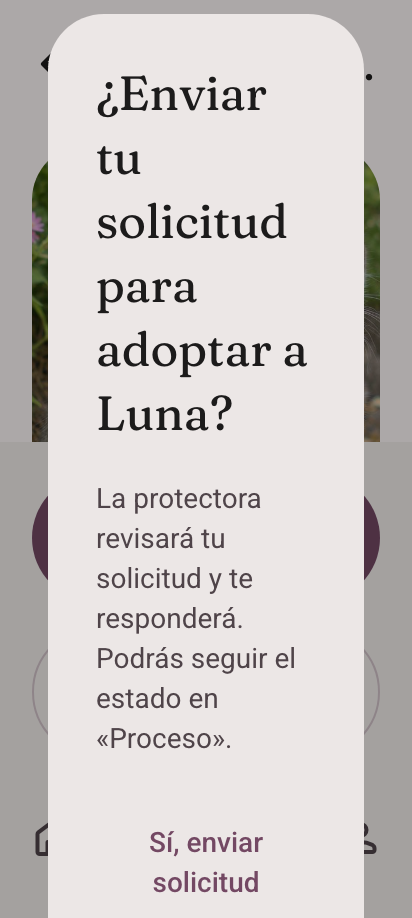 ¿Enviar
tu
solicitud
para
adoptar a
Luna?
La protectora
revisará tu
solicitud y te
responderá.
Podrás seguir el
estado en
«Proceso».
Sí, enviar
solicitud